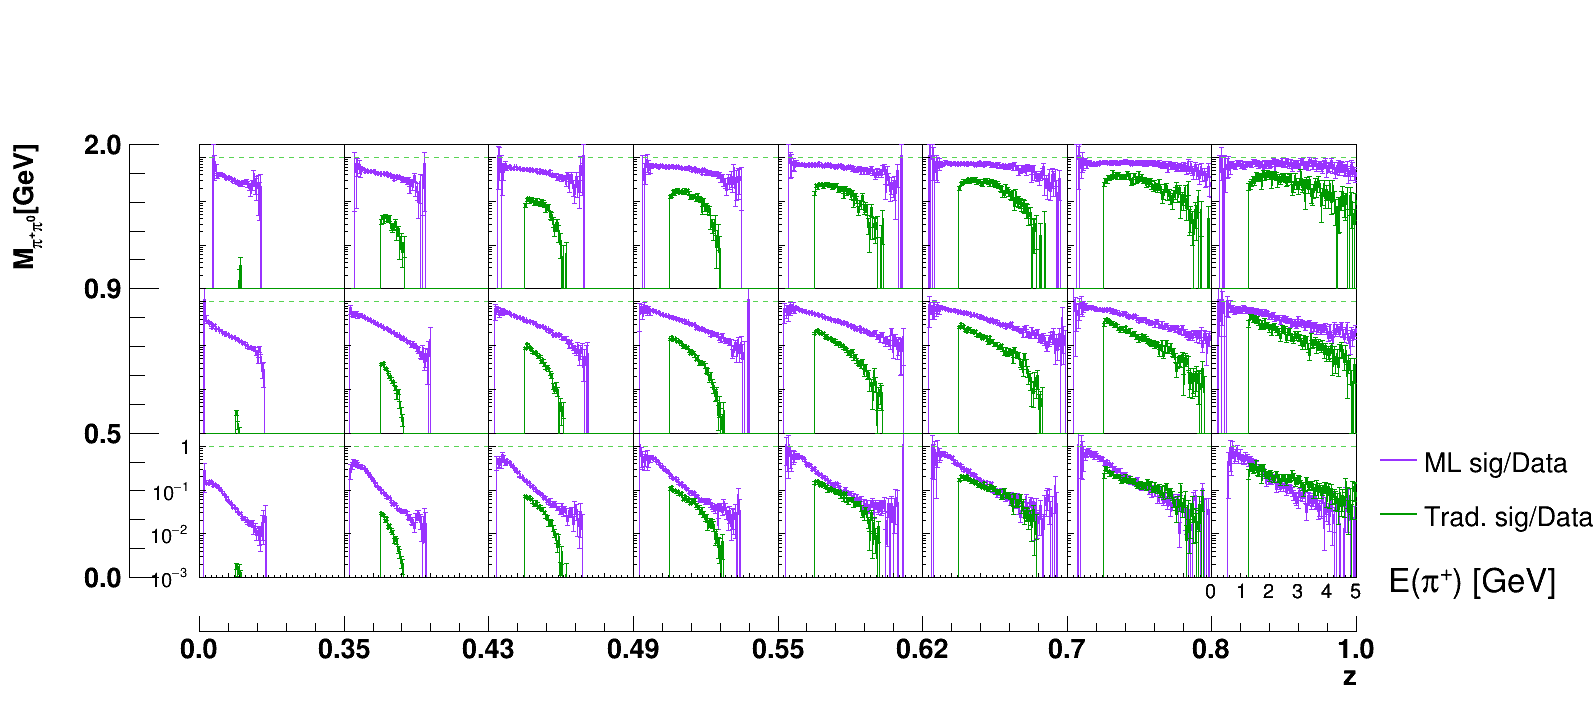 M_{π⁺π⁰} [GeV]
2.0
0.9
0.5
0.0
1
10⁻¹
10⁻²
10⁻³
ML sig/Data
Trad. sig/Data
E(π⁺) [GeV]
0 1 2 3 4 5
0.0 0.35 0.43 0.49 0.55 0.62 0.7 0.8 1.0
z